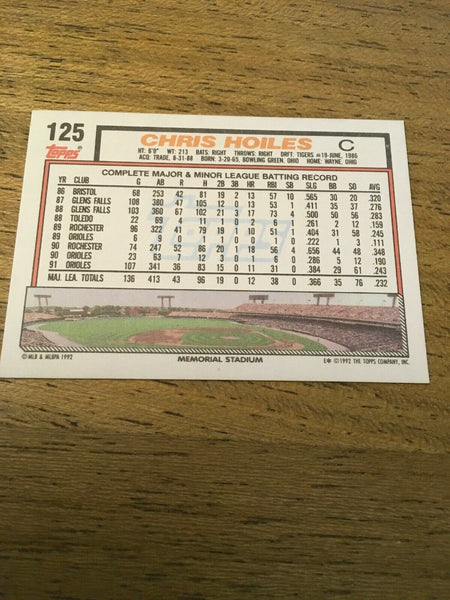 125
topps
CHRIS HOILES C
HT: 6'0" WT: 213 BATS: RIGHT THROWS: RIGHT DRFT: TIGERS #19-JUNE, 1986
ACQ: TRADE, 8-31-88 BORN: 3-20-65, BOWLING GREEN, OHIO HOME: WAYNE, OHIO
COMPLETE MAJOR & MINOR LEAGUE BATTING RECORD
YR CLUB G AB R H 2B 3B HR RBI SB SLG BB SO AVG
86 BRISTOL 68 253 42 81 19 2 13 57 10 .565 30 20 .320
87 GLENS FALLS 108 380 47 105 12 0 13 53 1 .411 35 37 .276
88 GLENS FALLS 103 360 67 102 21 3 17 73 4 .500 50 56 .283
88 TOLEDO 22 69 4 11 1 0 2 6 1 .261 2 12 .159
89 ROCHESTER 96 322 41 79 19 1 10 51 1 .404 31 58 .245
89 ORIOLES 6 9 0 1 1 0 0 1 0 .222 1 3 .111
90 ROCHESTER 74 247 52 86 20 1 18 56 4 .656 44 48 .348
90 ORIOLES 23 63 7 12 3 0 1 6 0 .286 5 12 .190
91 ORIOLES 107 341 36 83 15 0 11 31 0 .384 29 61 .243
MAJ. LEA. TOTALS 136 413 43 96 19 0 12 38 0 .366 35 76 .232
© MLB & MLBPA 1992 MEMORIAL STADIUM E* © 1992 THE TOPPS COMPANY, INC.